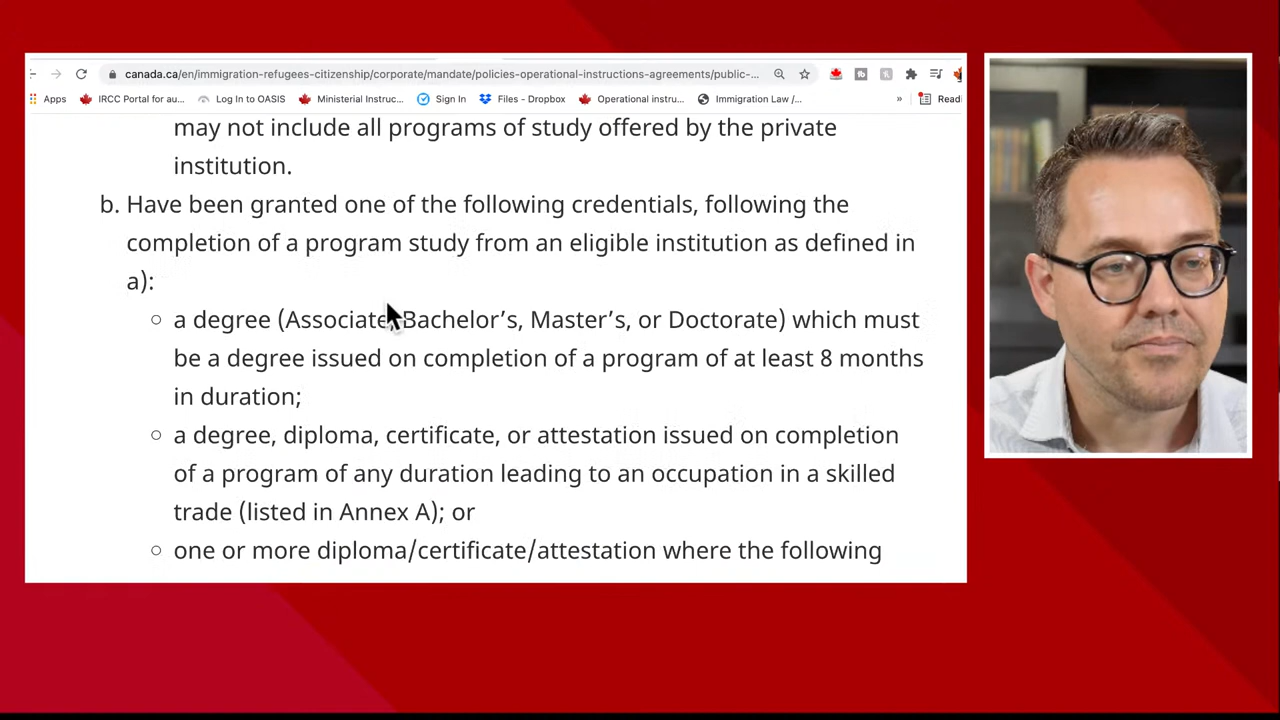 canada.ca/en/immigration-refugees-citizenship/corporate/mandate/policies-operational-instructions-agreements/public-...
Apps IRCC Portal for au... Log In to OASIS Ministerial Instruc... Sign In Files - Dropbox Operational instru... Immigration Law /... » Readi
may not include all programs of study offered by the private
institution.
b. Have been granted one of the following credentials, following the
completion of a program study from an eligible institution as defined in
a):
○ a degree (Associate, Bachelor's, Master's, or Doctorate) which must
be a degree issued on completion of a program of at least 8 months
in duration;
○ a degree, diploma, certificate, or attestation issued on completion
of a program of any duration leading to an occupation in a skilled
trade (listed in Annex A); or
○ one or more diploma/certificate/attestation where the following